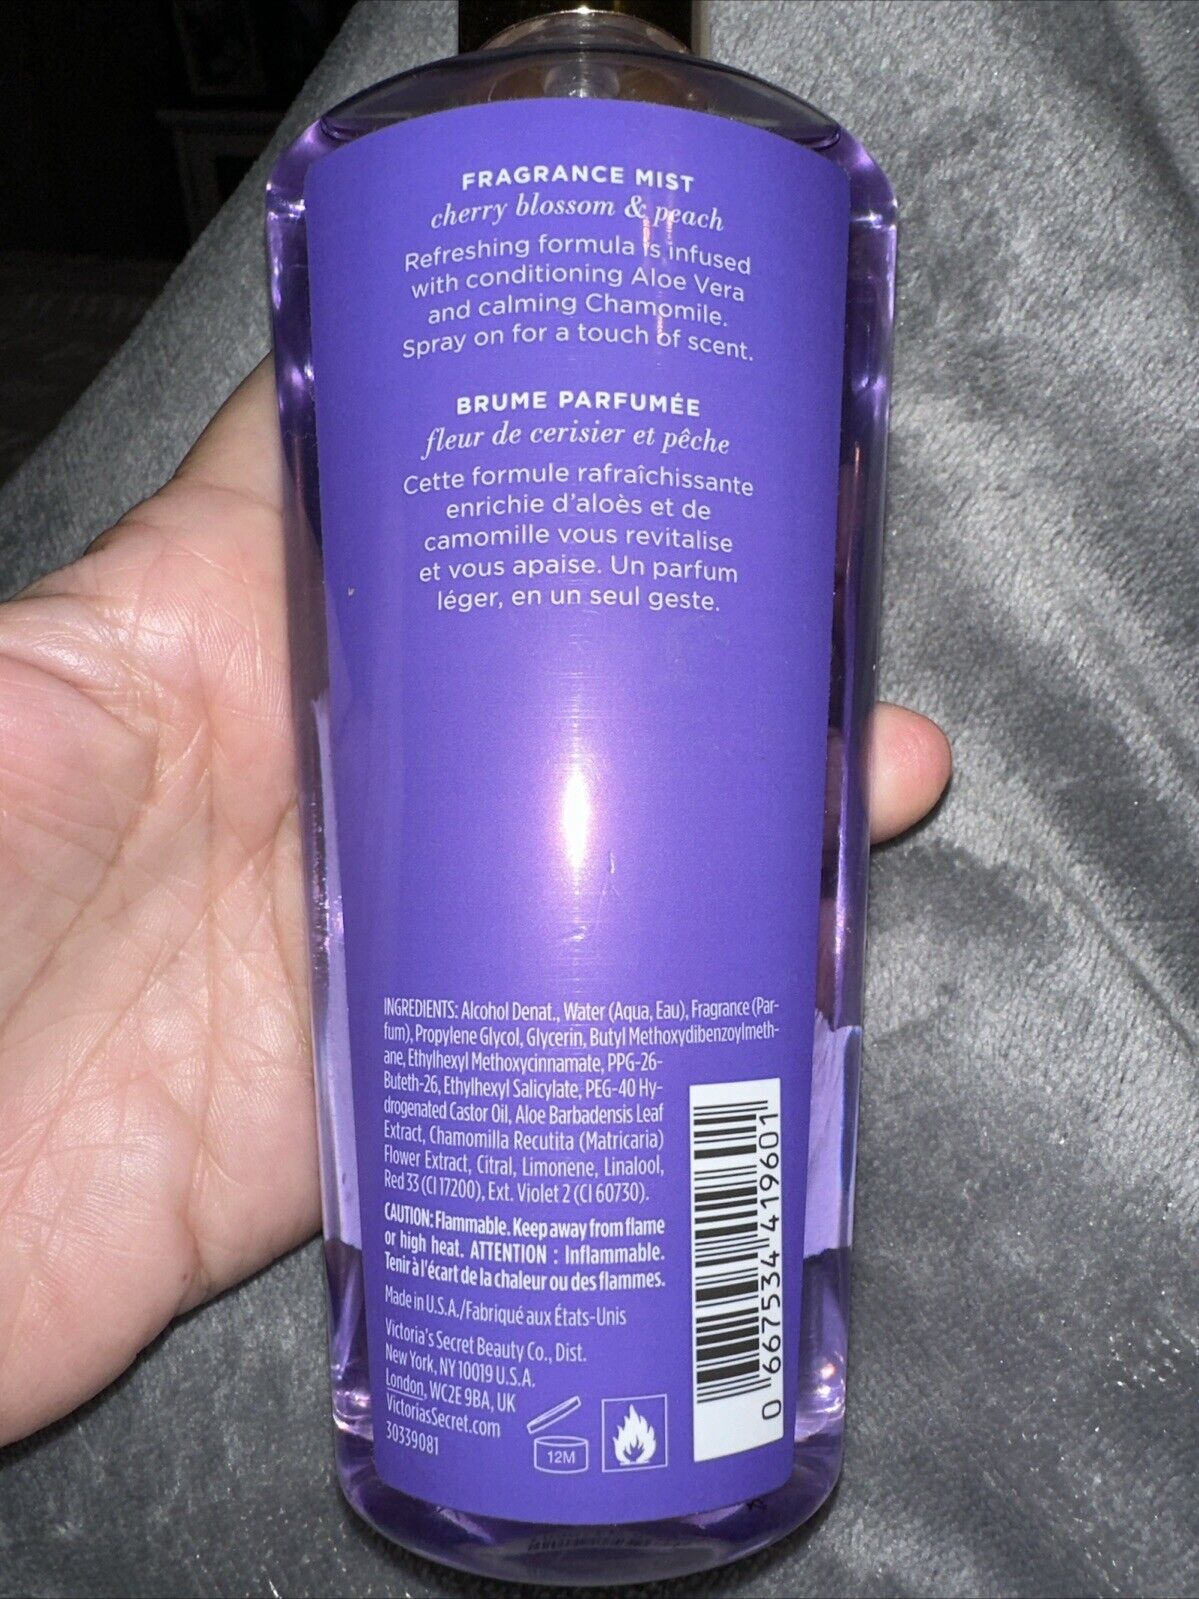 FRAGRANCE MIST
cherry blossom & peach
Refreshing formula is infused
with conditioning Aloe Vera
and calming Chamomile.
Spray on for a touch of scent.
BRUME PARFUMÉE
fleur de cerisier et pêche
Cette formule rafraîchissante
enrichie d'aloès et de
camomille vous revitalise
et vous apaise. Un parfum
léger, en un seul geste.
INGREDIENTS: Alcohol Denat., Water (Aqua, Eau), Fragrance (Par-
fum), Propylene Glycol, Glycerin, Butyl Methoxydibenzoylmeth-
ane, Ethylhexyl Methoxycinnamate, PPG-26-
Buteth-26, Ethylhexyl Salicylate, PEG-40 Hy-
drogenated Castor Oil, Aloe Barbadensis Leaf
Extract, Chamomilla Recutita (Matricaria)
Flower Extract, Citral, Limonene, Linalool,
Red 33 (CI 17200), Ext. Violet 2 (CI 60730).
CAUTION: Flammable. Keep away from flame
or high heat. ATTENTION : Inflammable.
Tenir à l'écart de la chaleur ou des flammes.
Made in U.S.A./Fabriqué aux États-Unis
Victoria's Secret Beauty Co., Dist.
New York, NY 10019 U.S.A.
London, WC2E 9BA, UK
VictoriasSecret.com
30339081
12M
0 667534 419601